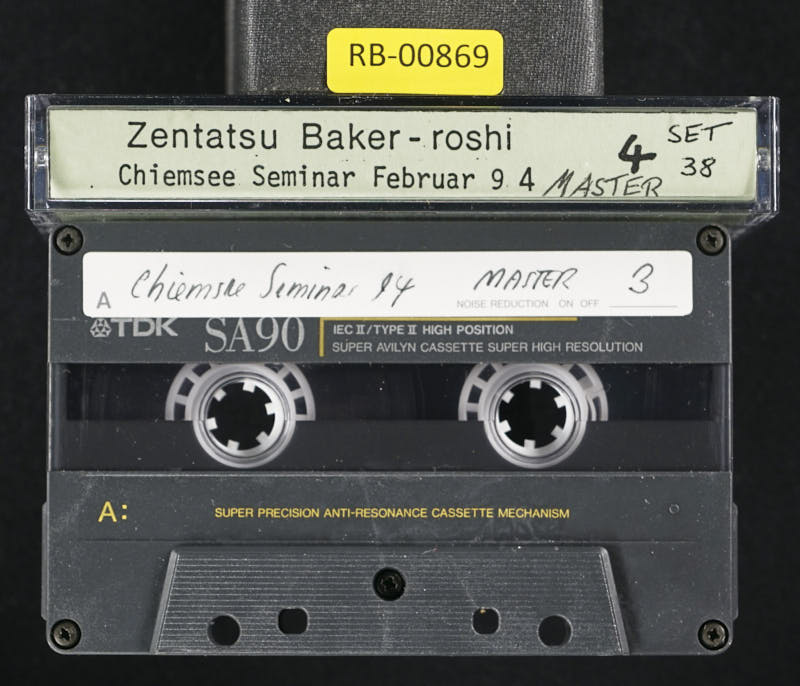 RB-00869
Zentatsu Baker-roshi
Chiemsee Seminar Februar 94 MASTER
4 SET
38
A Chiemsee Seminar 94 MASTER 3
NOISE REDUCTION ON OFF
TDK SA90
IEC II/TYPE II HIGH POSITION
SUPER AVILYN CASSETTE SUPER HIGH RESOLUTION
A: SUPER PRECISION ANTI-RESONANCE CASSETTE MECHANISM